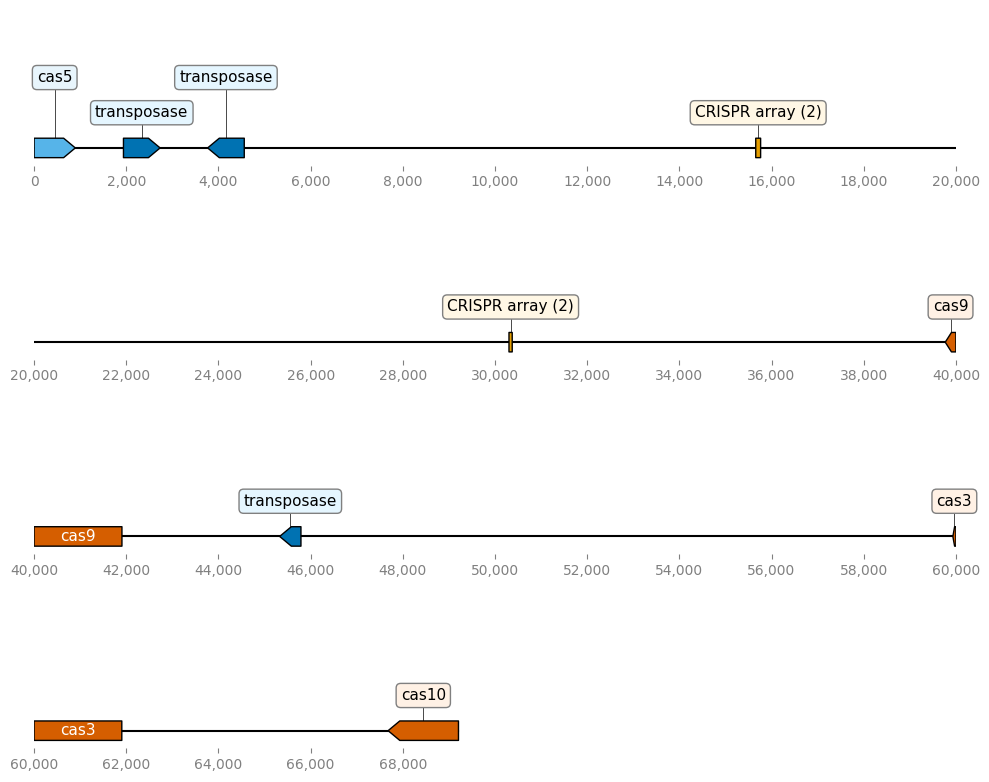 cas5 transposase
transposase CRISPR array (2)
0 2,000 4,000 6,000 8,000 10,000 12,000 14,000 16,000 18,000 20,000
CRISPR array (2) cas9
20,000 22,000 24,000 26,000 28,000 30,000 32,000 34,000 36,000 38,000 40,000
transposase cas3
cas9
40,000 42,000 44,000 46,000 48,000 50,000 52,000 54,000 56,000 58,000 60,000
cas10
cas3
60,000 62,000 64,000 66,000 68,000